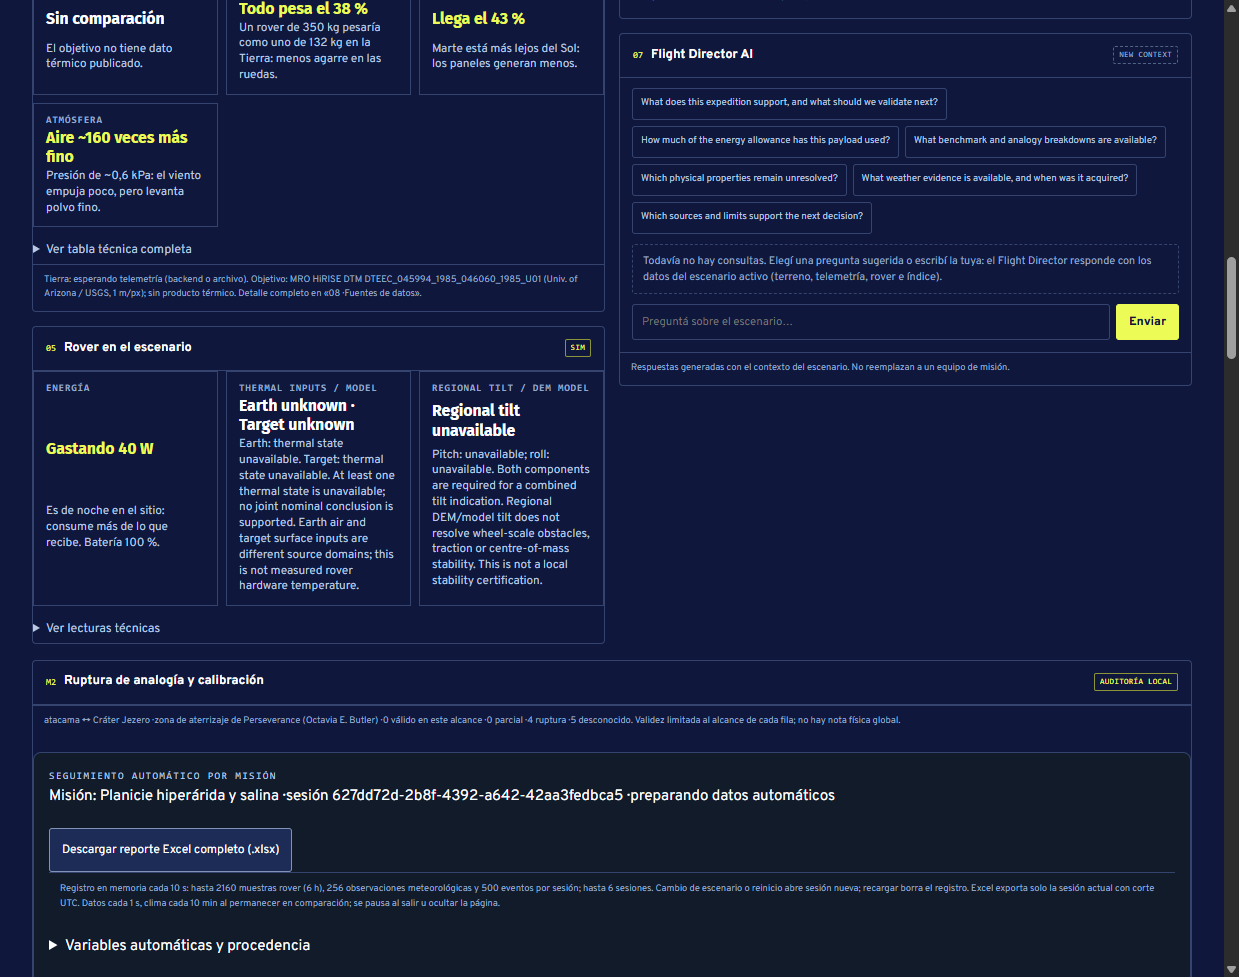 Sin comparación
El objetivo no tiene dato
térmico publicado.
Todo pesa el 38 %
Un rover de 350 kg pesaría
como uno de 132 kg en la
Tierra: menos agarre en las
ruedas.
Llega el 43 %
Marte está más lejos del Sol:
los paneles generan menos.
ATMÓSFERA
Aire ~160 veces más
fino
Presión de ~0,6 kPa: el viento
empuja poco, pero levanta
polvo fino.
Ver tabla técnica completa
Tierra: esperando telemetría (backend o archivo). Objetivo: MRO HiRISE DTM DTEEC_045994_1985_046060_1985_U01 (Univ. of
Arizona / USGS, 1 m/px); sin producto térmico. Detalle completo en «08 ·Fuentes de datos».
05 Rover en el escenario
SIM
ENERGÍA
Gastando 40 W
Es de noche en el sitio:
consume más de lo que
recibe. Batería 100 %.
THERMAL INPUTS / MODEL
Earth unknown ·
Target unknown
Earth: thermal state
unavailable. Target: thermal
state unavailable. At least one
thermal state is unavailable;
no joint nominal conclusion is
supported. Earth air and
target surface inputs are
different source domains; this
is not measured rover
hardware temperature.
REGIONAL TILT / DEM MODEL
Regional tilt
unavailable
Pitch: unavailable; roll:
unavailable. Both components
are required for a combined
tilt indication. Regional
DEM/model tilt does not
resolve wheel-scale obstacles,
traction or centre-of-mass
stability. This is not a local
stability certification.
Ver lecturas técnicas
07 Flight Director AI
NEW CONTEXT
What does this expedition support, and what should we validate next?
How much of the energy allowance has this payload used?
What benchmark and analogy breakdowns are available?
Which physical properties remain unresolved?
What weather evidence is available, and when was it acquired?
Which sources and limits support the next decision?
Todavía no hay consultas. Elegí una pregunta sugerida o escribí la tuya: el Flight Director responde con los
datos del escenario activo (terreno, telemetría, rover e índice).
Preguntá sobre el escenario...
Enviar
Respuestas generadas con el contexto del escenario. No reemplazan a un equipo de misión.
M2 Ruptura de analogía y calibración
AUDITORÍA LOCAL
atacama ↔ Cráter Jezero ·zona de aterrizaje de Perseverance (Octavia E. Butler) ·0 válido en este alcance ·0 parcial ·4 ruptura ·5 desconocido. Validez limitada al alcance de cada fila; no hay nota física global.
SEGUIMIENTO AUTOMÁTICO POR MISIÓN
Misión: Planicie hiperárida y salina ·sesión 627dd72d-2b8f-4392-a642-42aa3fedbca5 ·preparando datos automáticos
Descargar reporte Excel completo (.xlsx)
Registro en memoria cada 10 s: hasta 2160 muestras rover (6 h), 256 observaciones meteorológicas y 500 eventos por sesión; hasta 6 sesiones. Cambio de escenario o reinicio abre sesión nueva; recargar borra el registro. Excel exporta solo la sesión actual con corte
UTC. Datos cada 1 s, clima cada 10 min al permanecer en comparación; se pausa al salir u ocultar la página.
Variables automáticas y procedencia